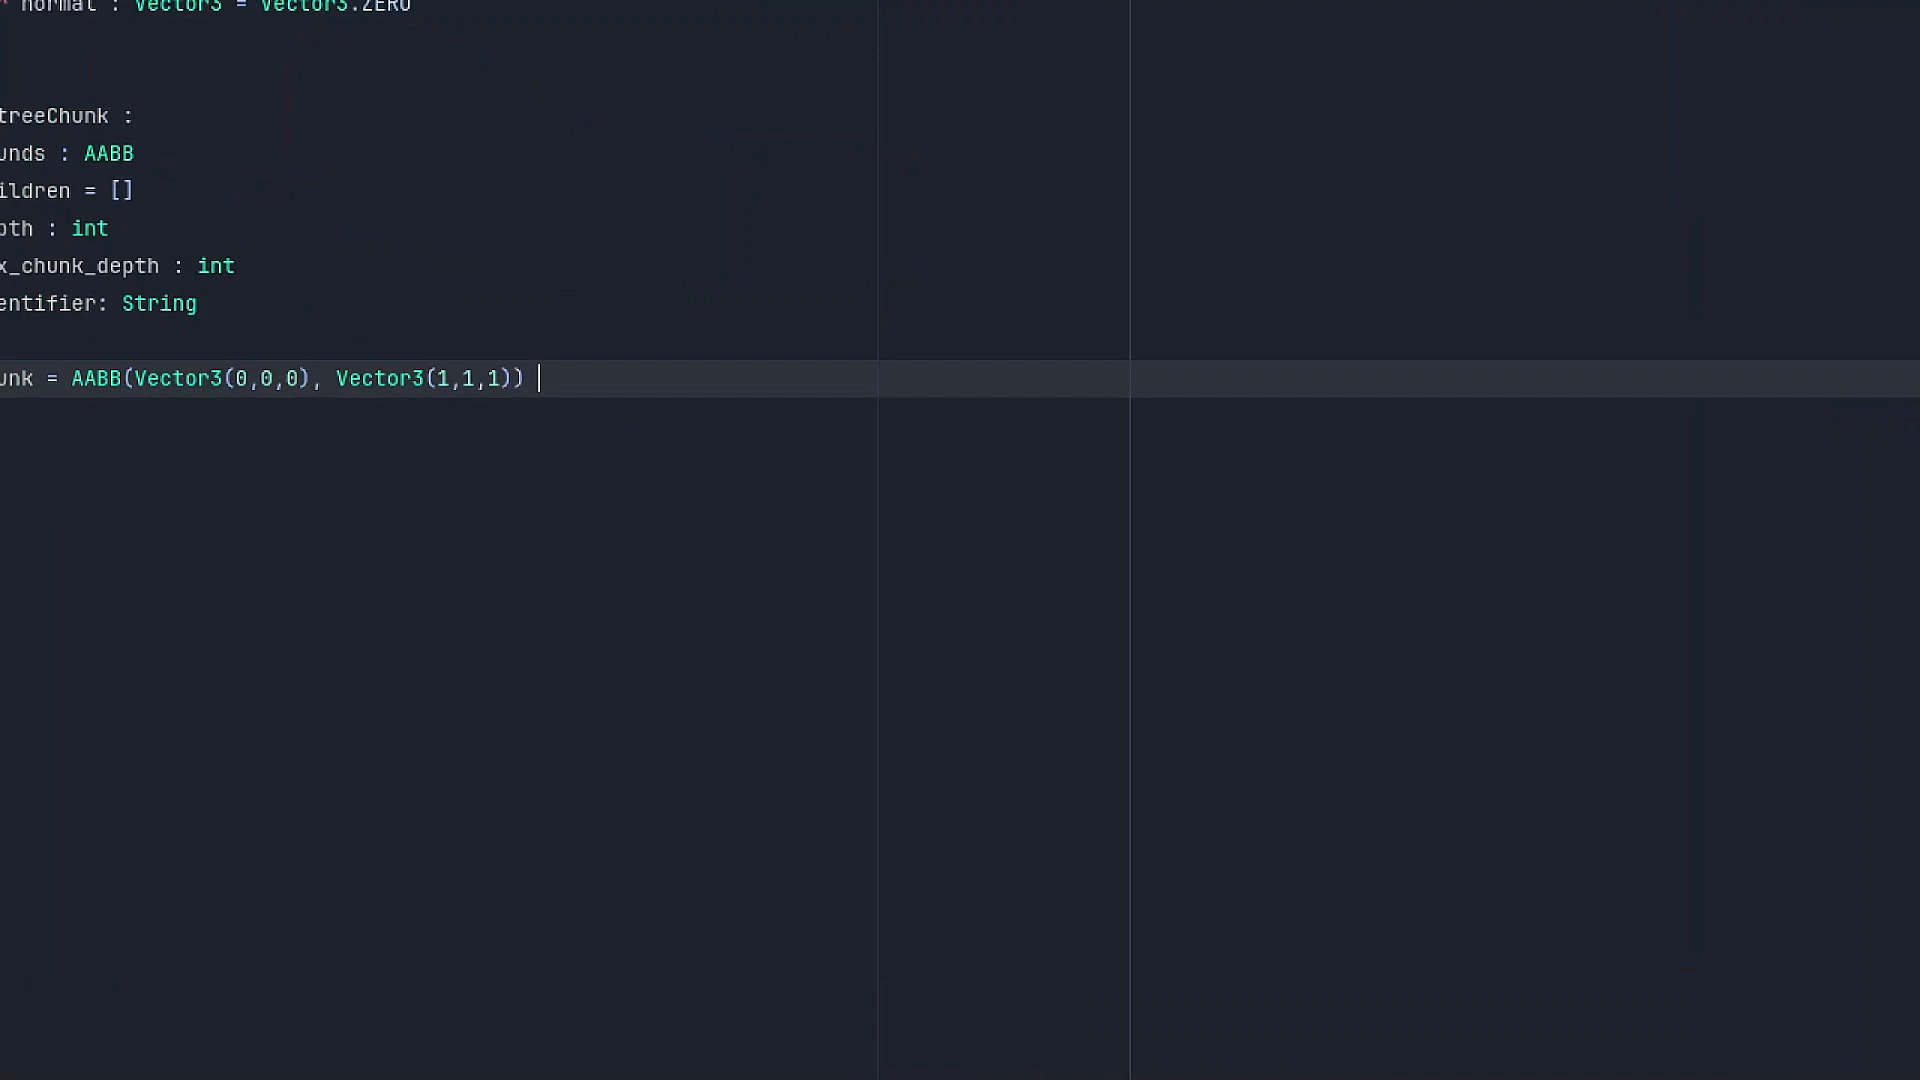 normal : Vector3 = Vector3.ZERO
treeChunk :
unds : AABB
ildren = []
pth : int
x_chunk_depth : int
entifier: String
unk = AABB(Vector3(0,0,0), Vector3(1,1,1))